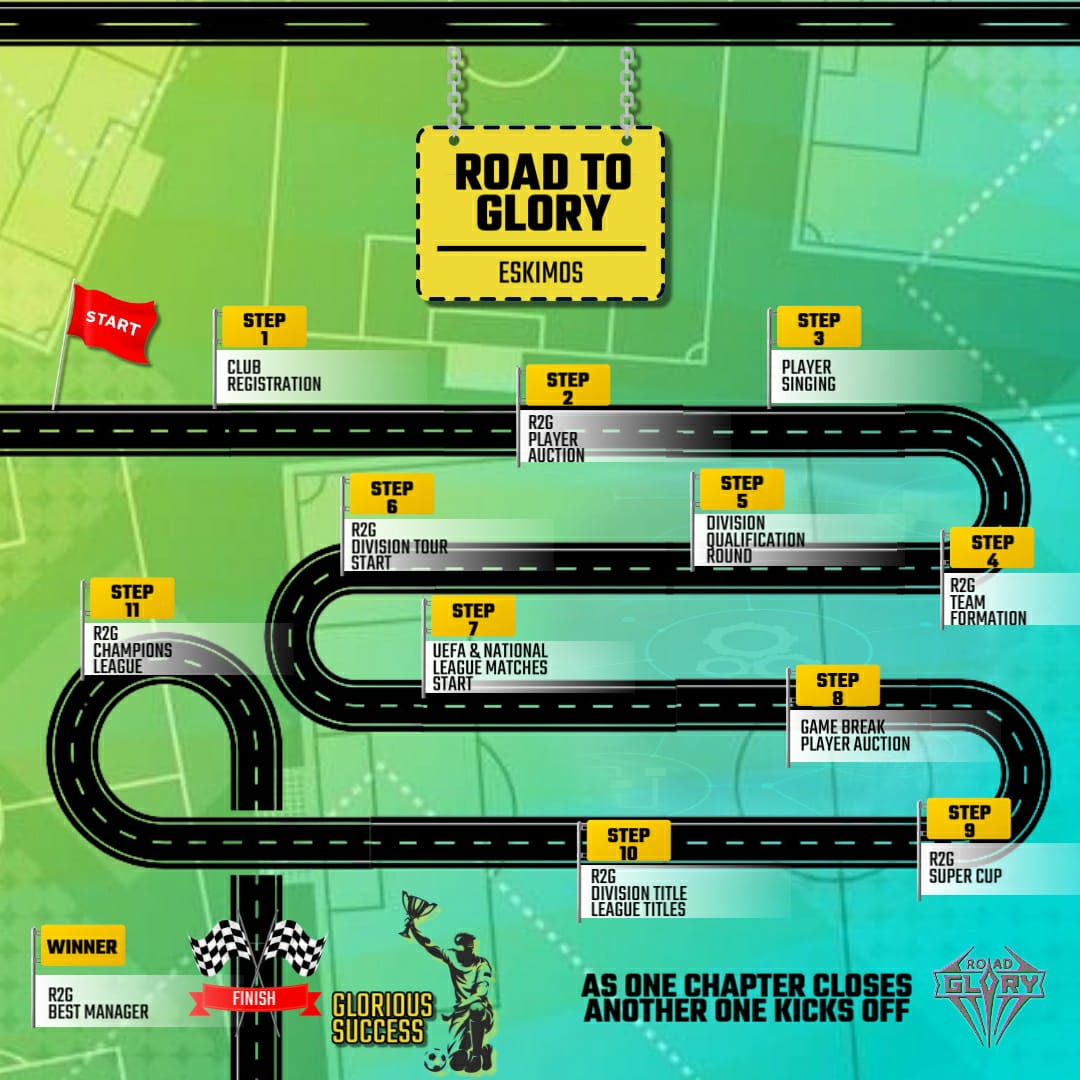 ROAD TO
GLORY
ESKIMOS
START
STEP
1
CLUB
REGISTRATION
STEP
2
R2G
PLAYER
AUCTION
STEP
3
PLAYER
SINGING
STEP
4
R2G
TEAM
FORMATION
STEP
5
DIVISION
QUALIFICATION
ROUND
STEP
6
R2G
DIVISION TOUR
START
STEP
7
UEFA & NATIONAL
LEAGUE MATCHES
START
STEP
8
GAME BREAK
PLAYER AUCTION
STEP
9
R2G
SUPER CUP
STEP
10
R2G
DIVISION TITLE
LEAGUE TITLES
STEP
11
R2G
CHAMPIONS
LEAGUE
WINNER
R2G
BEST MANAGER
FINISH
GLORIOUS
SUCCESS
AS ONE CHAPTER CLOSES
ANOTHER ONE KICKS OFF
ROAD
GLORY